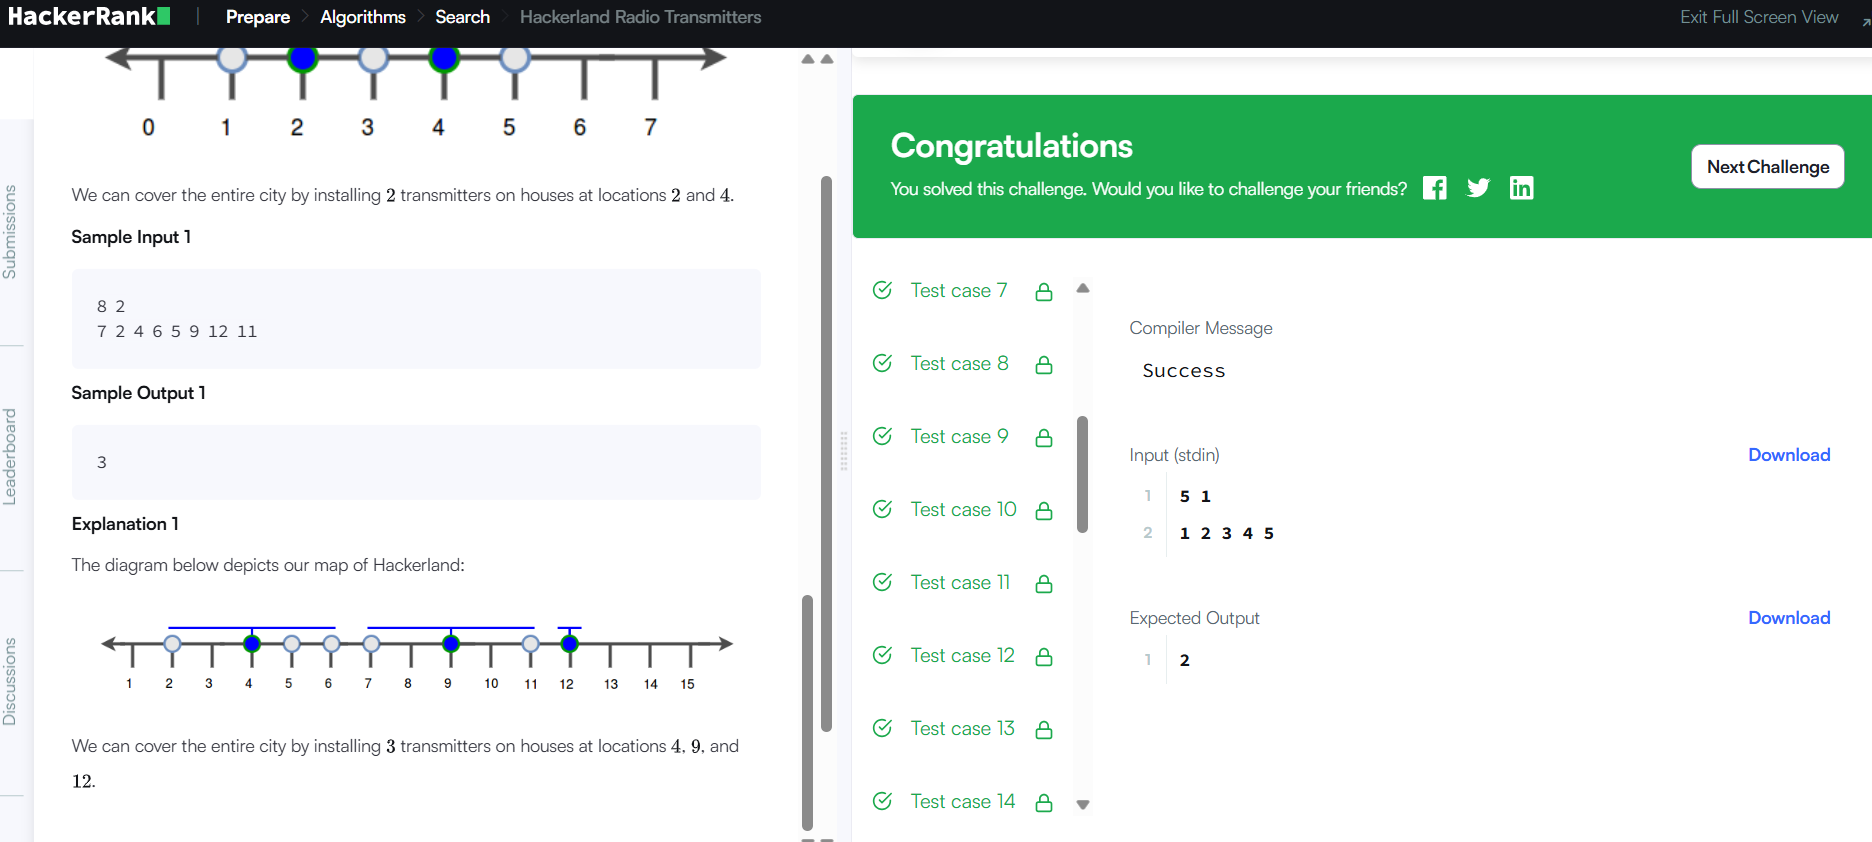 HackerRank | Prepare > Algorithms > Search > Hackerland Radio Transmitters
Exit Full Screen View
Submissions
Leaderboard
Discussions
0 1 2 3 4 5 6 7
We can cover the entire city by installing 2 transmitters on houses at locations 2 and 4.
Sample Input 1
8 2
7 2 4 6 5 9 12 11
Sample Output 1
3
Explanation 1
The diagram below depicts our map of Hackerland:
1 2 3 4 5 6 7 8 9 10 11 12 13 14 15
We can cover the entire city by installing 3 transmitters on houses at locations 4, 9, and
12.
Congratulations
You solved this challenge. Would you like to challenge your friends?
Next Challenge
Test case 7
Test case 8
Test case 9
Test case 10
Test case 11
Test case 12
Test case 13
Test case 14
Compiler Message
Success
Input (stdin)
Download
1 5 1
2 1 2 3 4 5
Expected Output
Download
1 2